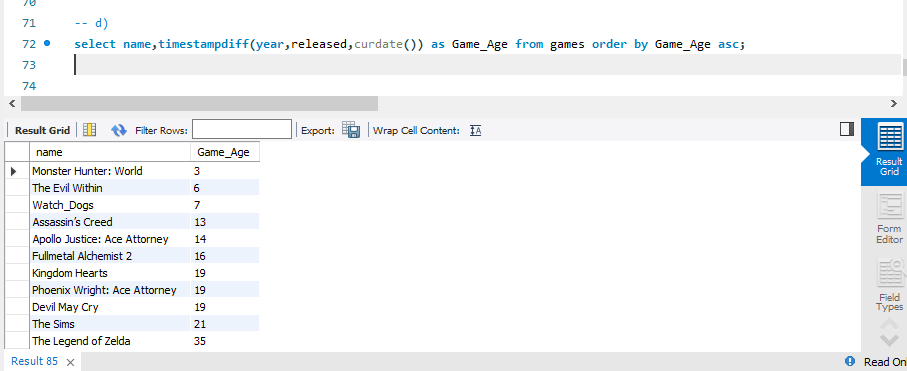 70
71 -- d)
72 select name,timestampdiff(year,released,curdate()) as Game_Age from games order by Game_Age asc;
73
74
Result Grid Filter Rows: Export: Wrap Cell Content: IA
name Game_Age
Monster Hunter: World 3
The Evil Within 6
Watch_Dogs 7
Assassin’s Creed 13
Apollo Justice: Ace Attorney 14
Fullmetal Alchemist 2 16
Kingdom Hearts 19
Phoenix Wright: Ace Attorney 19
Devil May Cry 19
The Sims 21
The Legend of Zelda 35
Result
Grid
Form
Editor
Field
Types
Result 85 × Read On